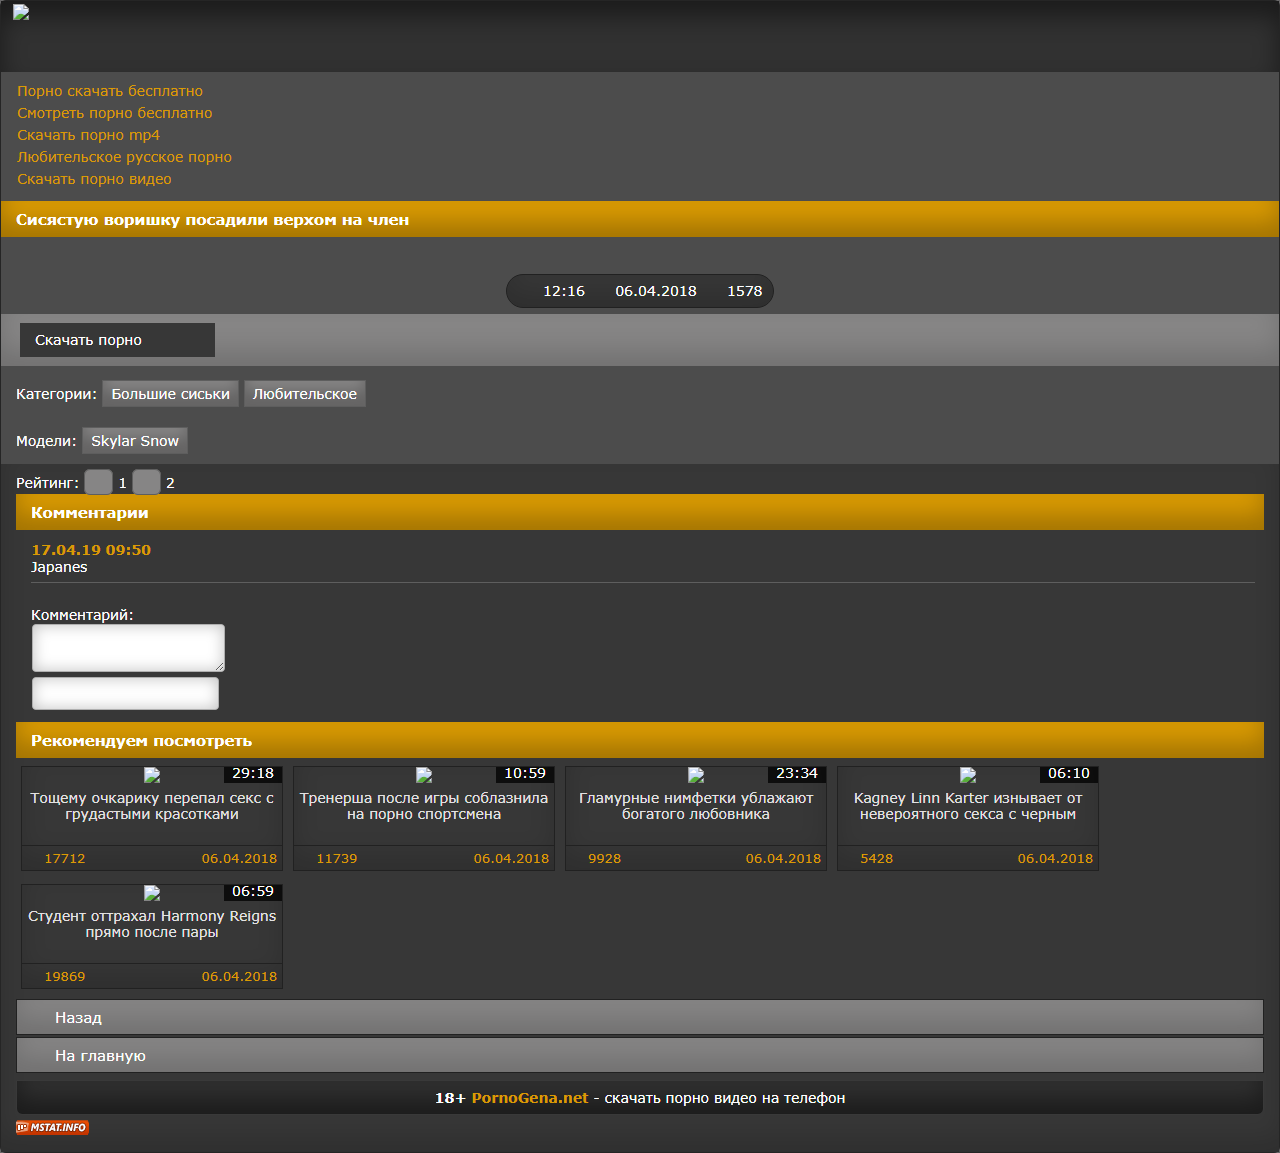 Порно скачать бесплатно
Смотреть порно бесплатно
Скачать порно mp4
Любительское русское порно
Скачать порно видео
Сисястую воришку посадили верхом на член
12:16 06.04.2018 1578
Скачать порно
Категории: Большие сиськи Любительское
Модели: Skylar Snow
Рейтинг: 1 2
Комментарии
17.04.19 09:50
Japanes
Комментарий:
Рекомендуем посмотреть
29:18
Тощему очкарику перепал секс с
грудастыми красотками
17712 06.04.2018
10:59
Тренерша после игры соблазнила
на порно спортсмена
11739 06.04.2018
23:34
Гламурные нимфетки ублажают
богатого любовника
9928 06.04.2018
06:10
Kagney Linn Karter изнывает от
невероятного секса с черным
5428 06.04.2018
06:59
Студент оттрахал Harmony Reigns
прямо после пары
19869 06.04.2018
Назад
На главную
18+ PornoGena.net - скачать порно видео на телефон
MSTAT.INFO